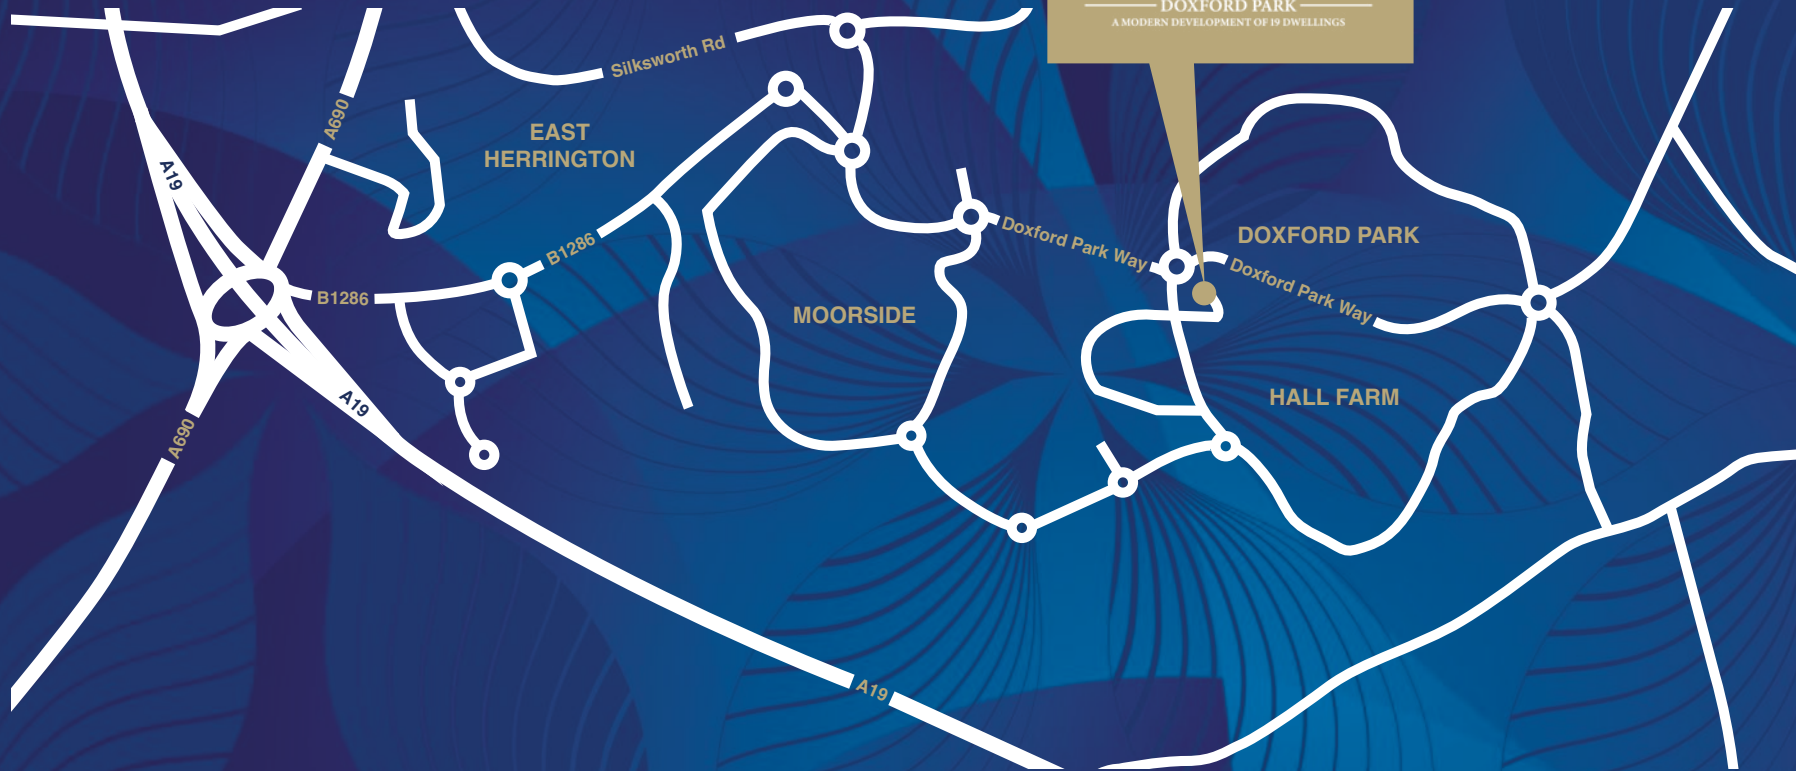 DOXFORD PARK
A MODERN DEVELOPMENT OF 19 DWELLINGS
Silksworth Rd
A690
EAST
HERRINGTON
A19
Doxford Park Way
DOXFORD PARK
B1286
Doxford Park Way
B1286
MOORSIDE
A19
HALL FARM
A690
A19